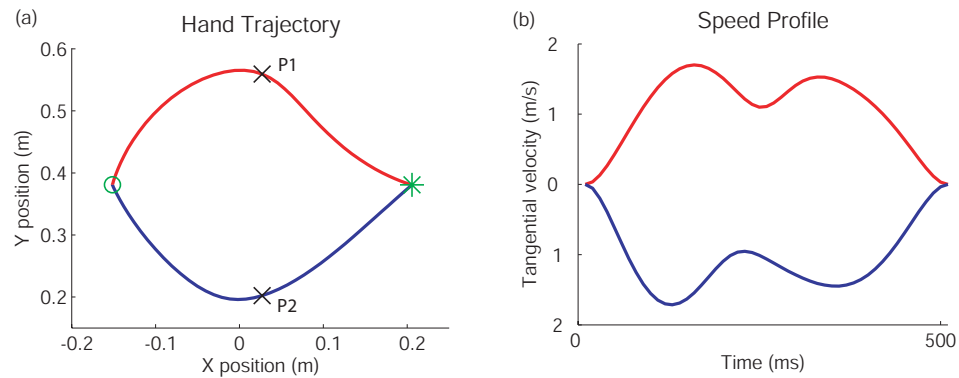 (a)
Hand Trajectory
0.6
0.5
0.4
0.3
0.2
Y position (m)
P1
P2
-0.2 -0.1 0 0.1 0.2
X position (m)
(b)
Speed Profile
2
1
0
1
2
Tangential velocity (m/s)
0 500
Time (ms)